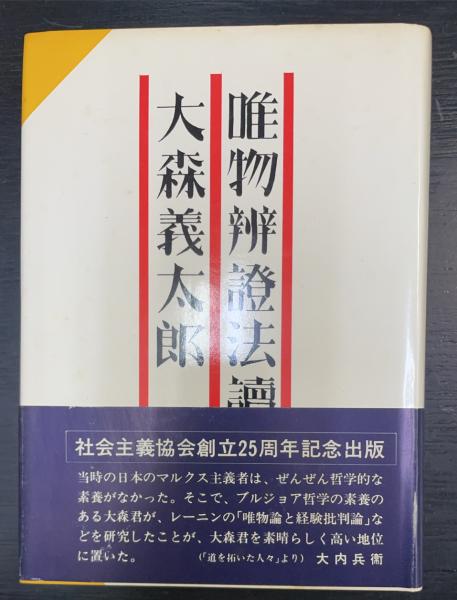 唯物辨證法讀
大森義太郎
社会主義協会創立25周年記念出版
当時の日本のマルクス主義者は、ぜんぜん哲学的な
素養がなかった。そこで、ブルジョア哲学の素養の
ある大森君が、レーニンの「唯物論と経験批判論」な
どを研究したことが、大森君を素晴らしく高い地位
に置いた。 (「道を拓いた人々」より) 大内兵衞